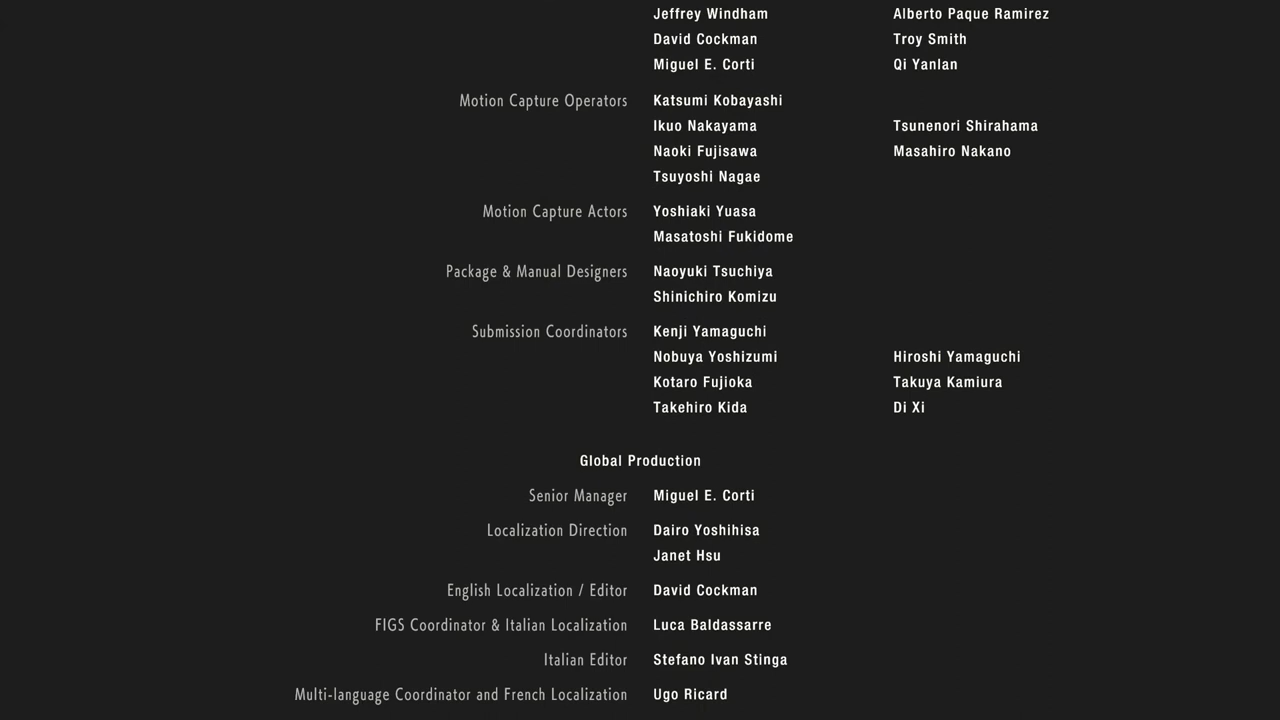 Jeffrey Windham Alberto Paque Ramirez
David Cockman Troy Smith
Miguel E. Corti Qi Yanlan
Motion Capture Operators Katsumi Kobayashi
Ikuo Nakayama Tsunenori Shirahama
Naoki Fujisawa Masahiro Nakano
Tsuyoshi Nagae
Motion Capture Actors Yoshiaki Yuasa
Masatoshi Fukidome
Package & Manual Designers Naoyuki Tsuchiya
Shinichiro Komizu
Submission Coordinators Kenji Yamaguchi
Nobuya Yoshizumi Hiroshi Yamaguchi
Kotaro Fujioka Takuya Kamiura
Takehiro Kida Di Xi
Global Production
Senior Manager Miguel E. Corti
Localization Direction Dairo Yoshihisa
Janet Hsu
English Localization / Editor David Cockman
FIGS Coordinator & Italian Localization Luca Baldassarre
Italian Editor Stefano Ivan Stinga
Multi-language Coordinator and French Localization Ugo Ricard